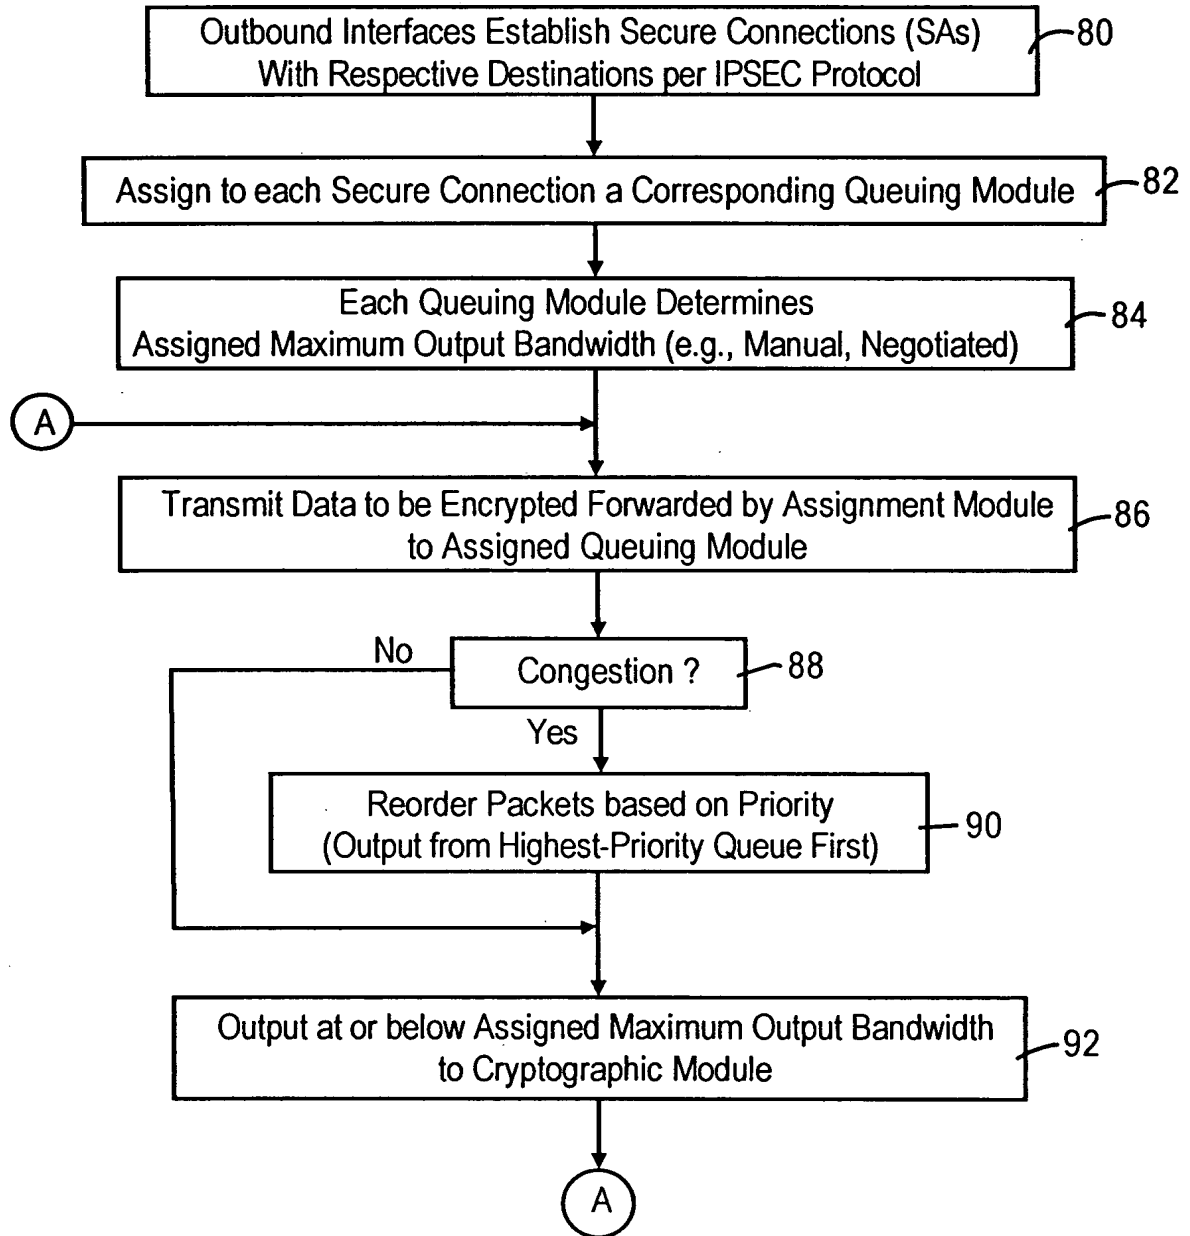 Outbound Interfaces Establish Secure Connections (SAs)
With Respective Destinations per IPSEC Protocol
80
Assign to each Secure Connection a Corresponding Queuing Module
82
Each Queuing Module Determines
Assigned Maximum Output Bandwidth (e.g., Manual, Negotiated)
84
A
Transmit Data to be Encrypted Forwarded by Assignment Module
to Assigned Queuing Module
86
No
Congestion ?
88
Yes
Reorder Packets based on Priority
(Output from Highest-Priority Queue First)
90
Output at or below Assigned Maximum Output Bandwidth
to Cryptographic Module
92
A